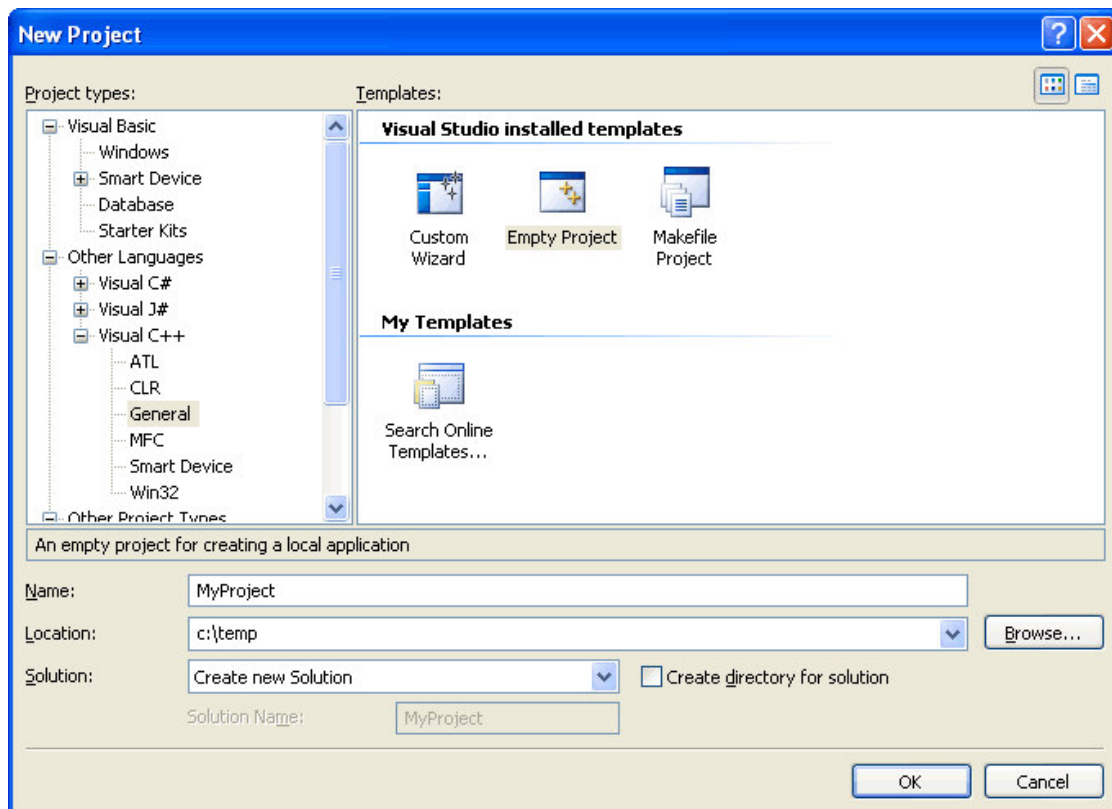 New Project
Project types:
Templates:
Visual Basic
Windows
Smart Device
Database
Starter Kits
Other Languages
Visual C#
Visual J#
Visual C++
ATL
CLR
General
MFC
Smart Device
Win32
Other Project Types
Visual Studio installed templates
Custom
Wizard
Empty Project
Makefile
Project
My Templates
Search Online
Templates...
An empty project for creating a local application
Name:
MyProject
Location:
c:\temp
Browse...
Solution:
Create new Solution
Create directory for solution
Solution Name:
MyProject
OK
Cancel